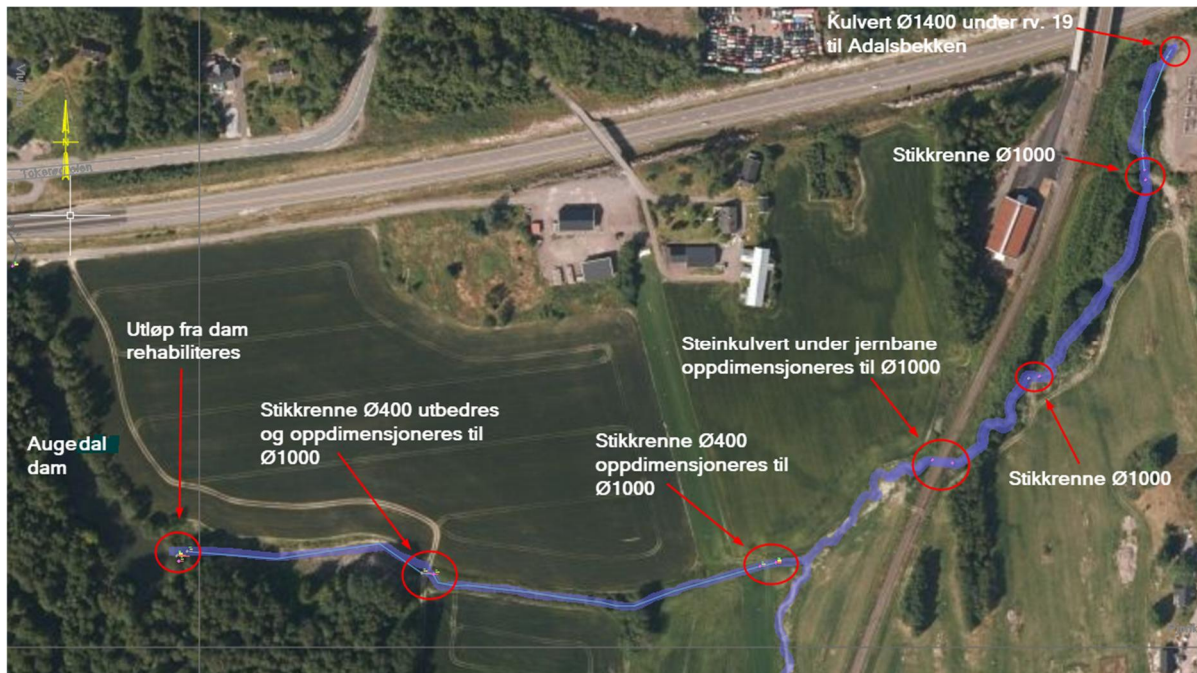 Kulvert Ø1400 under rv. 19
til Adalsbekken
Stikkrenne Ø1000
N
Utløp fra dam
rehabiliteres
Steinkulvert under jernbane
oppdimensjoneres til Ø1000
Stikkrenne Ø400 utbedres
og oppdimensjoneres til
Ø1000
Augedal
dam
Stikkrenne Ø400
oppdimensjoneres til
Ø1000
Stikkrenne Ø1000